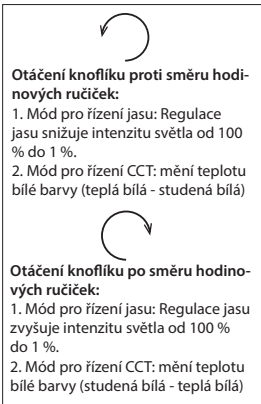 Otáčení knoflíku proti směru hodi-
nových ručiček:
1. Mód pro řízení jasu: Regulace
jasu snižuje intenzitu světla od 100
% do 1 %.
2. Mód pro řízení CCT: mění teplotu
bílé barvy (teplá bílá - studená bílá)
Otáčení knoflíku po směru hodino-
vých ručiček:
1. Mód pro řízení jasu: Regulace jasu
zvyšuje intenzitu světla od 100 %
do 1 %.
2. Mód pro řízení CCT: mění teplotu
bílé barvy (studená bílá - teplá bílá)